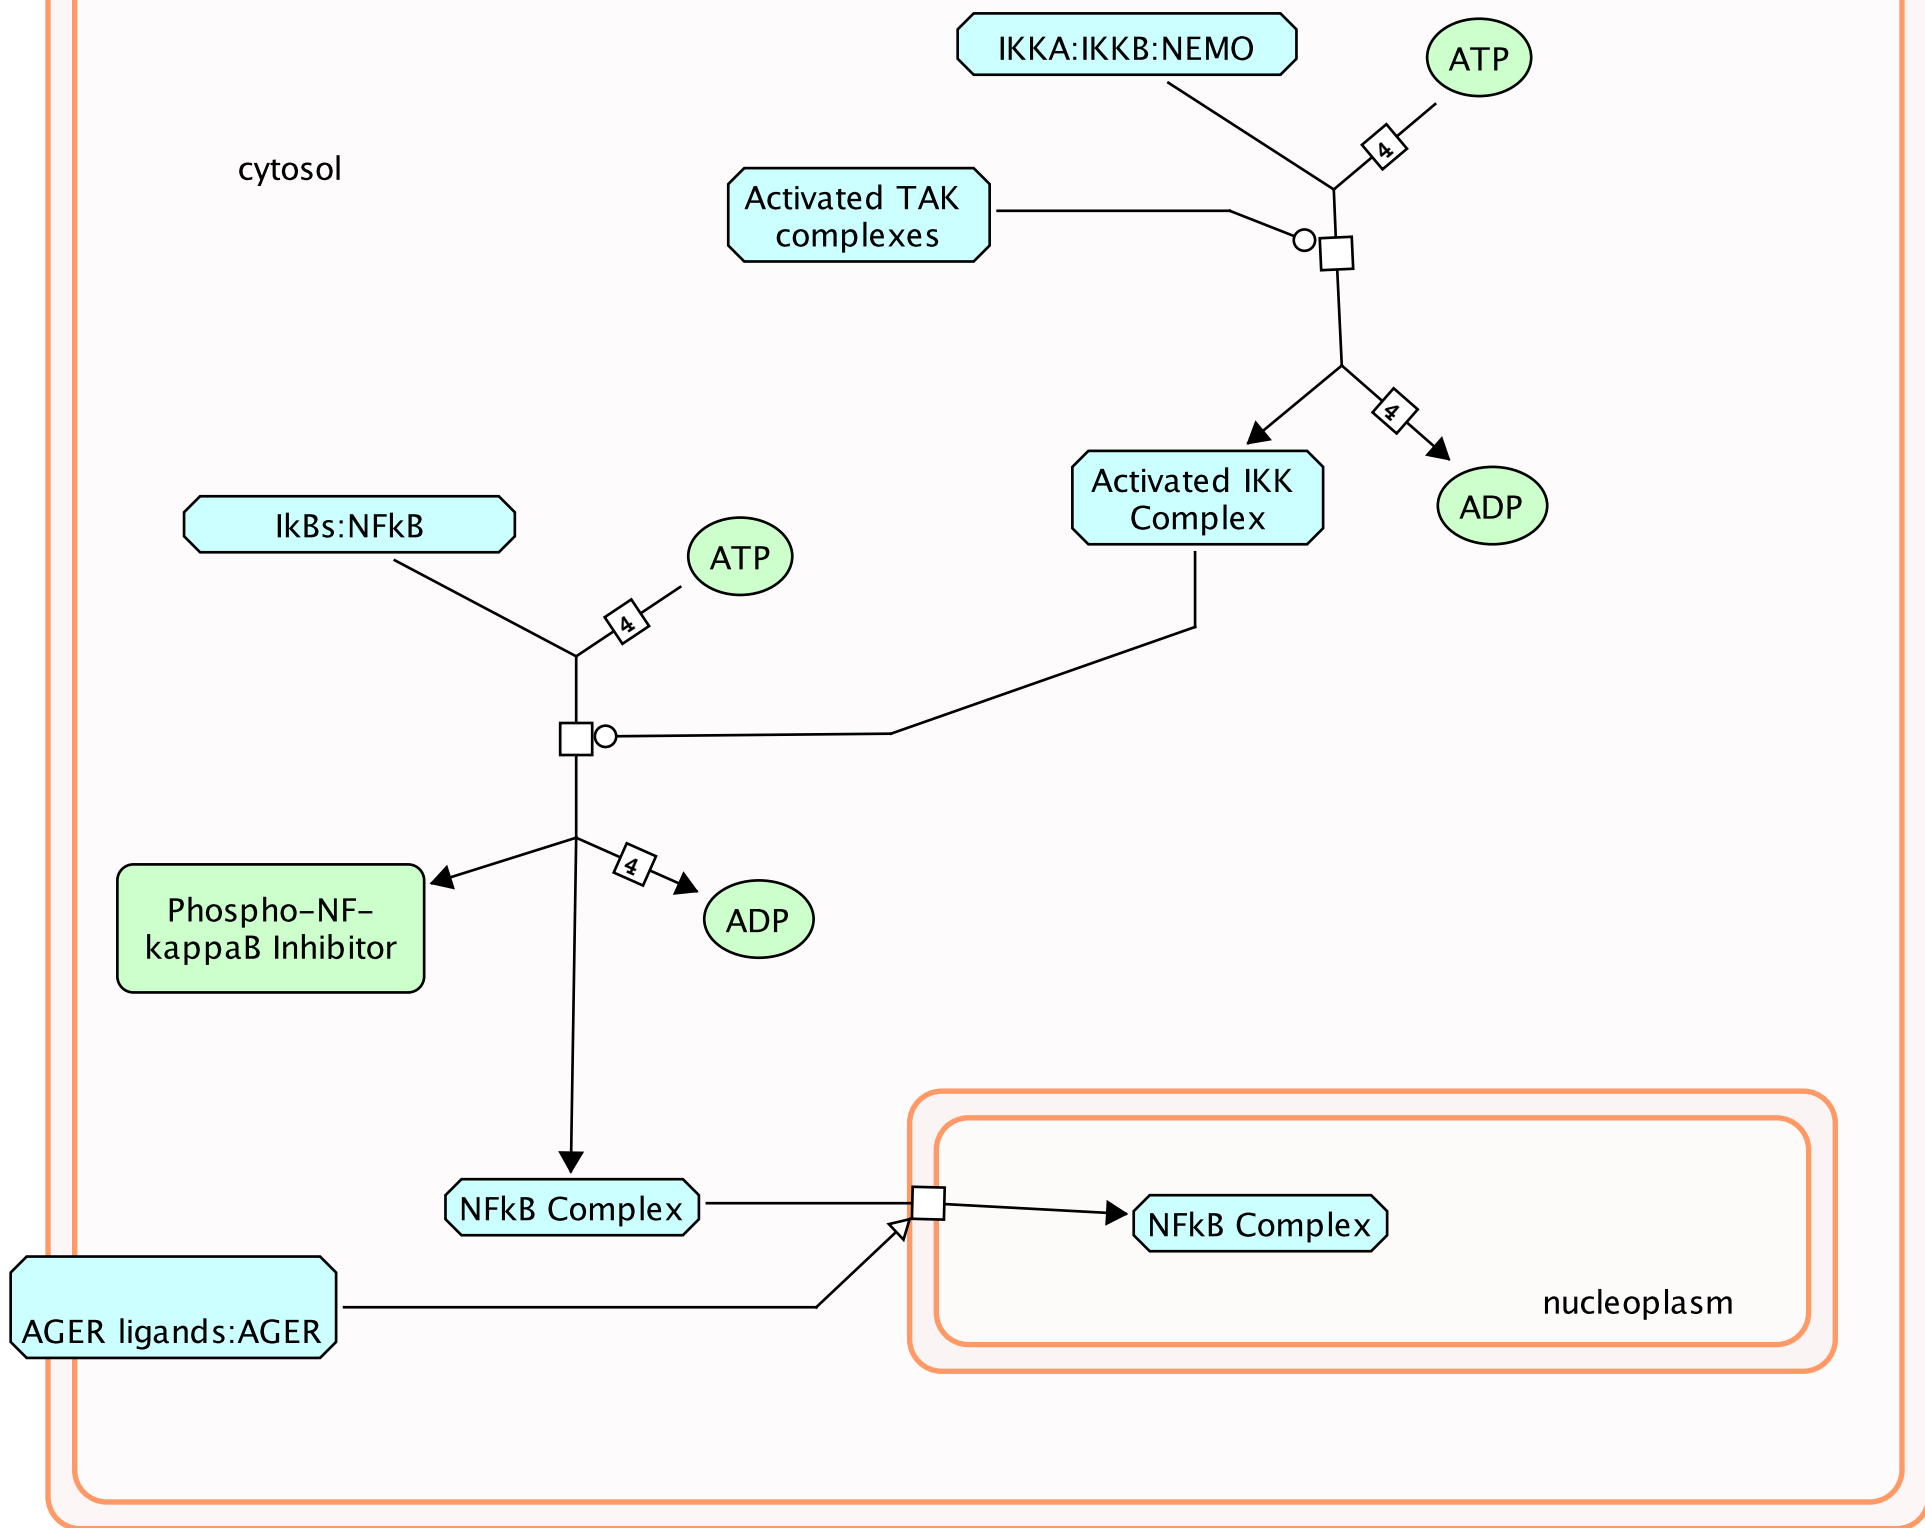 IKKA:IKKB:NEMO
ATP
4
cytosol
Activated TAK
complexes
4
Activated IKK
Complex
ADP
IkBs:NFkB
ATP
4
4
Phospho-NF-
kappaB Inhibitor
ADP
NFkB Complex
NFkB Complex
nucleoplasm
AGER ligands:AGER